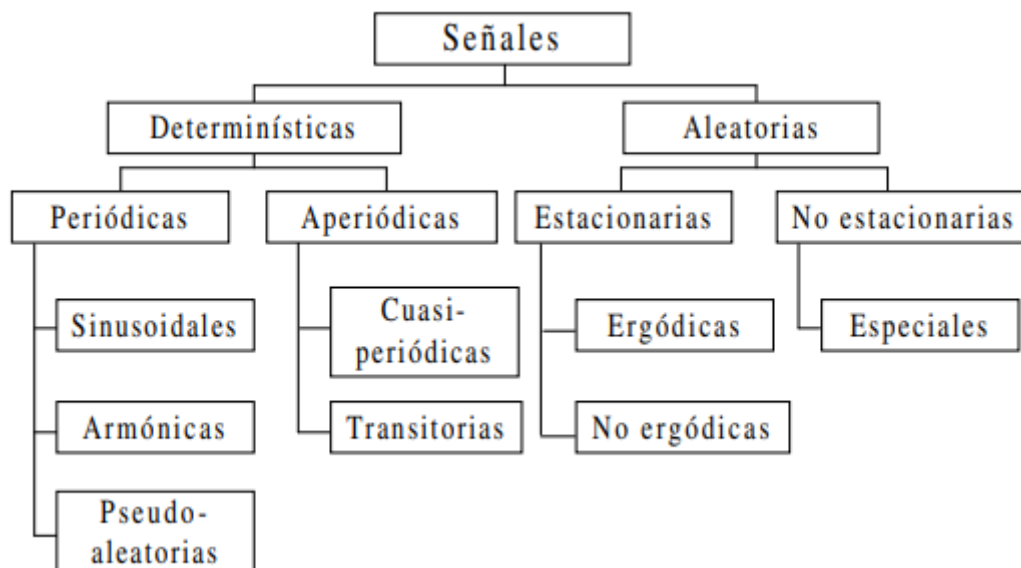 Señales
Determinísticas
Aleatorias
Periódicas
Aperiódicas
Estacionarias
No estacionarias
Sinusoidales
Cuasi-
periódicas
Ergódicas
Especiales
Armónicas
Transitorias
No ergódicas
Pseudo-
aleatorias